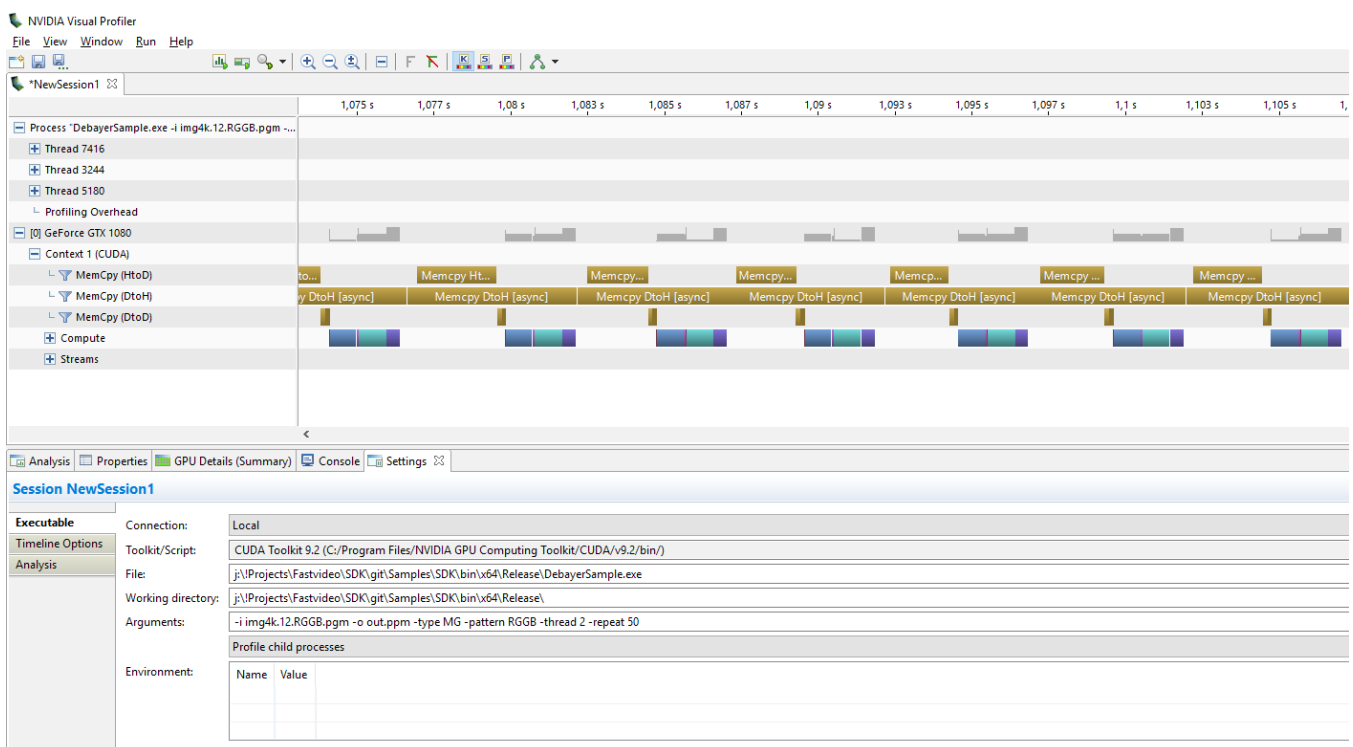 NVIDIA Visual Profiler
File View Window Run Help
*NewSession1
1,075 s 1,077 s 1,08 s 1,083 s 1,085 s 1,087 s 1,09 s 1,093 s 1,095 s 1,097 s 1,1 s 1,103 s 1,105 s 1,
Process "DebayerSample.exe -i img4k.12.RGGB.pgm -...
Thread 7416
Thread 3244
Thread 5180
Profiling Overhead
[0] GeForce GTX 1080
Context 1 (CUDA)
MemCpy (HtoD) to... Memcpy Ht... Memcpy... Memcpy... Memcp... Memcpy ... Memcpy ...
MemCpy (DtoH) y DtoH [async] Memcpy DtoH [async] Memcpy DtoH [async] Memcpy DtoH [async] Memcpy DtoH [async] Memcpy DtoH [async] Memcpy DtoH [async]
MemCpy (DtoD)
Compute
Streams
Analysis Properties GPU Details (Summary) Console Settings
Session NewSession1
Executable Connection: Local
Timeline Options Toolkit/Script: CUDA Toolkit 9.2 (C:/Program Files/NVIDIA GPU Computing Toolkit/CUDA/v9.2/bin/)
Analysis File: j:\!Projects\Fastvideo\SDK\git\Samples\SDK\bin\x64\Release\DebayerSample.exe
Working directory: j:\!Projects\Fastvideo\SDK\git\Samples\SDK\bin\x64\Release\
Arguments: -i img4k.12.RGGB.pgm -o out.ppm -type MG -pattern RGGB -thread 2 -repeat 50
Profile child processes
Environment: Name Value